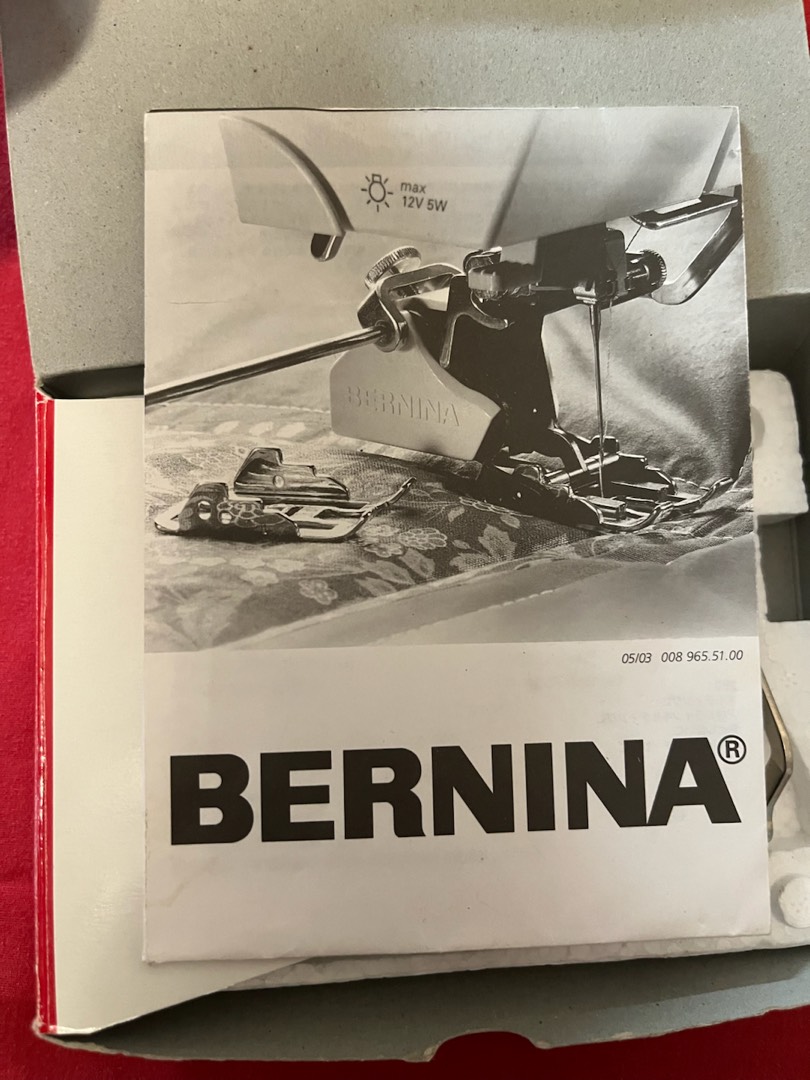 max
12V 5W
BERNINA
05/03 008 965.51.00
BERNINA®